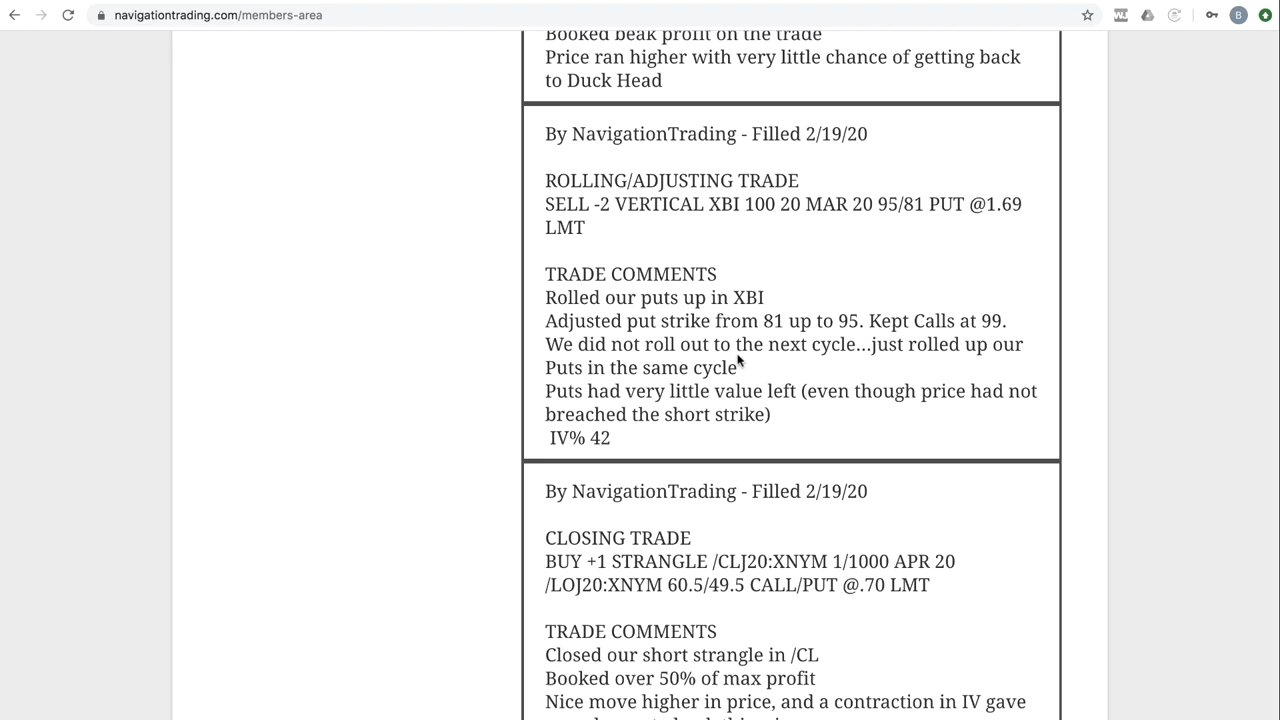 navigationtrading.com/members-area
B
Booked beak profit on the trade
Price ran higher with very little chance of getting back
to Duck Head
By NavigationTrading - Filled 2/19/20
ROLLING/ADJUSTING TRADE
SELL -2 VERTICAL XBI 100 20 MAR 20 95/81 PUT @1.69
LMT
TRADE COMMENTS
Rolled our puts up in XBI
Adjusted put strike from 81 up to 95. Kept Calls at 99.
We did not roll out to the next cycle...just rolled up our
Puts in the same cycle
Puts had very little value left (even though price had not
breached the short strike)
IV% 42
By NavigationTrading - Filled 2/19/20
CLOSING TRADE
BUY +1 STRANGLE /CLJ20:XNYM 1/1000 APR 20
/LOJ20:XNYM 60.5/49.5 CALL/PUT @.70 LMT
TRADE COMMENTS
Closed our short strangle in /CL
Booked over 50% of max profit
Nice move higher in price, and a contraction in IV gave